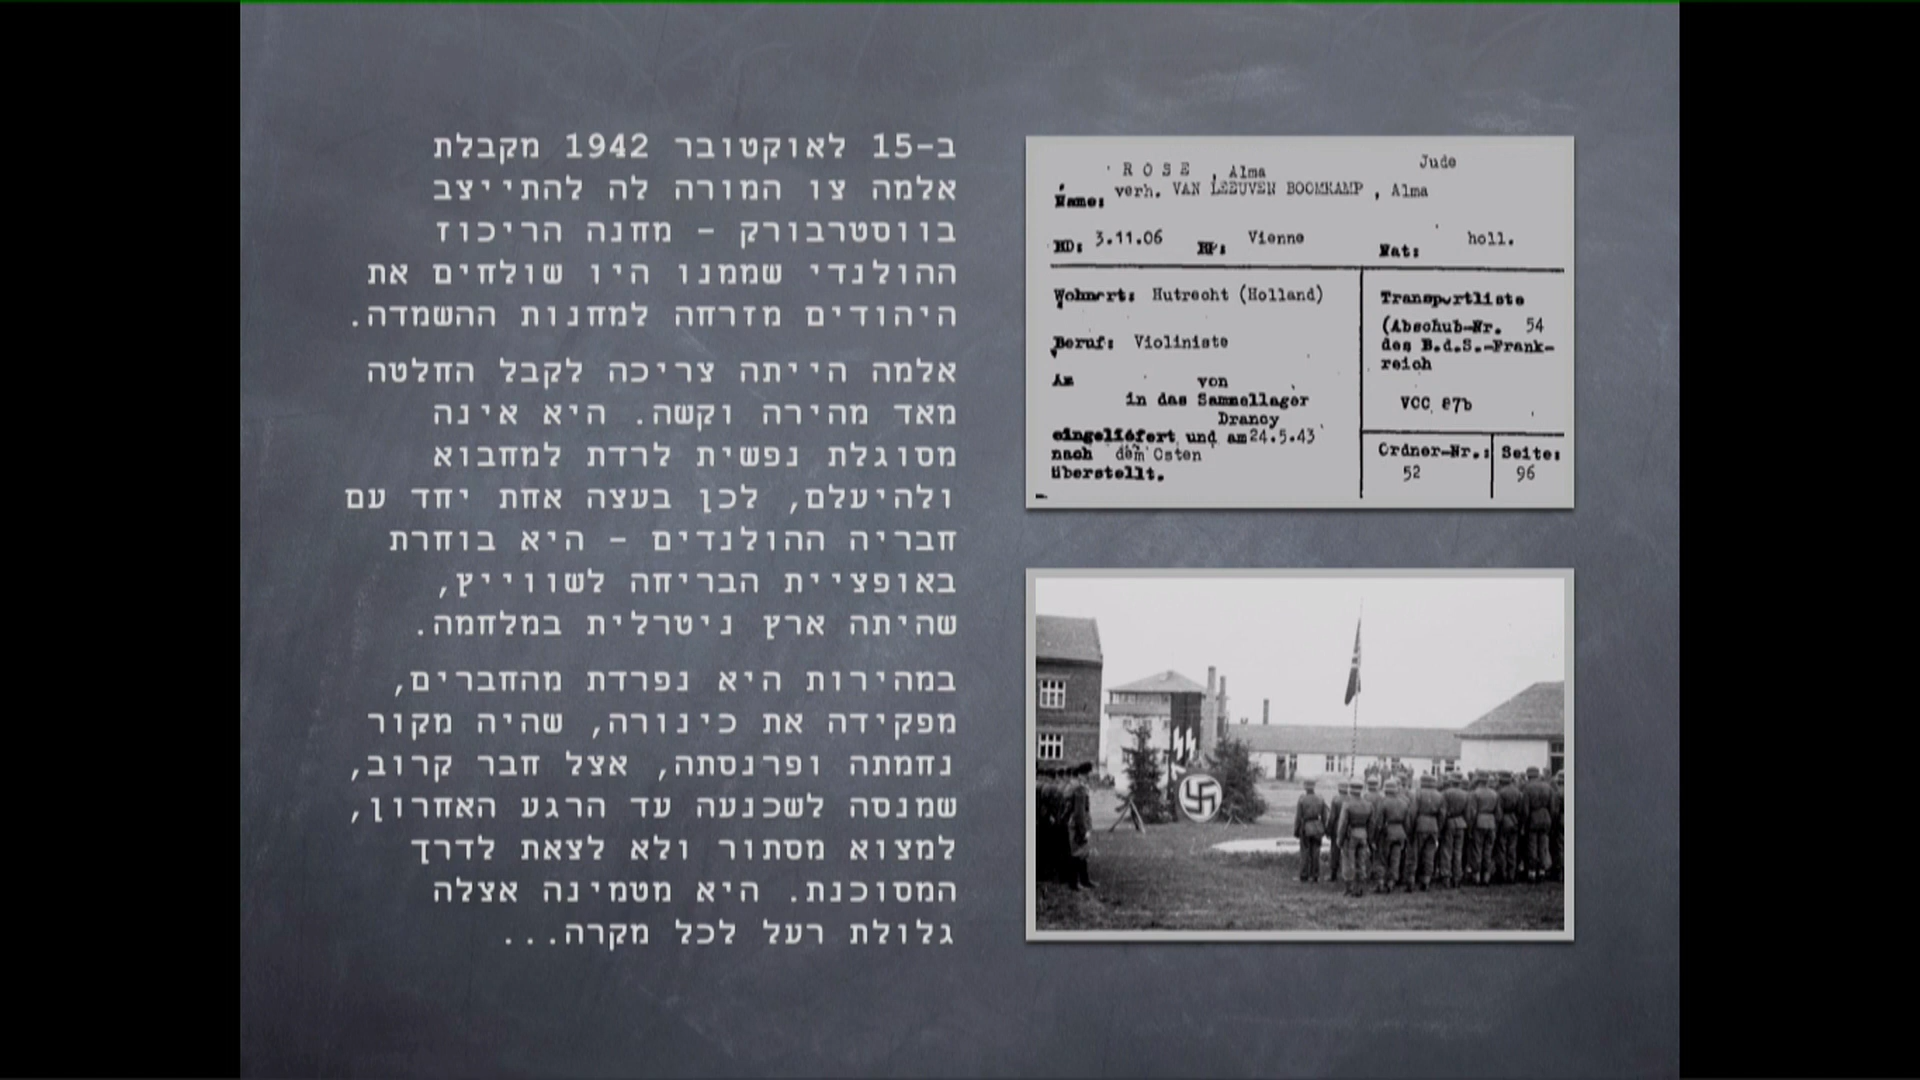 ב-15 לאוקטובר 1942 מקבלת
אלמה צו המורה לה להתייצב
בווסטרבורק - מחנה הריכוז
ההולנדי שממנו היו שולחים את
היהודים מזרחה למחנות ההשמדה.
אלמה הייתה צריכה לקבל החלטה
מאד מהירה וקשה. היא אינה
מסוגלת נפשית לרדת למחבוא
ולהיעלם, לכן בעצה אחת יחד עם
חבריה ההולנדים - היא בוחרת
באופציית הבריחה לשווייץ,
שהיתה ארץ ניטרלית במלחמה.
במהירות היא נפרדת מהחברים,
מפקידה את כינורה, שהיה מקור
נחמתה ופרנסתה, אצל חבר קרוב,
שמנסה לשכנעה עד הרגע האחרון,
למצוא מסתור ולא לצאת לדרך
המסוכנת. היא מטמינה אצלה
גלולת רעל לכל מקרה...
ROSE, Alma Jude
Name: verh. VAN LEEUVEN BOOMKAMP, Alma
3.11.06 Vienne Nat: holl.
Wohnort: Hutrecht (Holland)
Beruf: Violiniste
Am von
in das Sammellager
Drancy
eingeliefert und am 24.5.43
nach dem Osten
überstellt.
Transportliste
(Abschub-Nr. 54
des B.d.S.-Frank-
reich
VCC 87b
Ordner-Nr.: Seite:
52 96